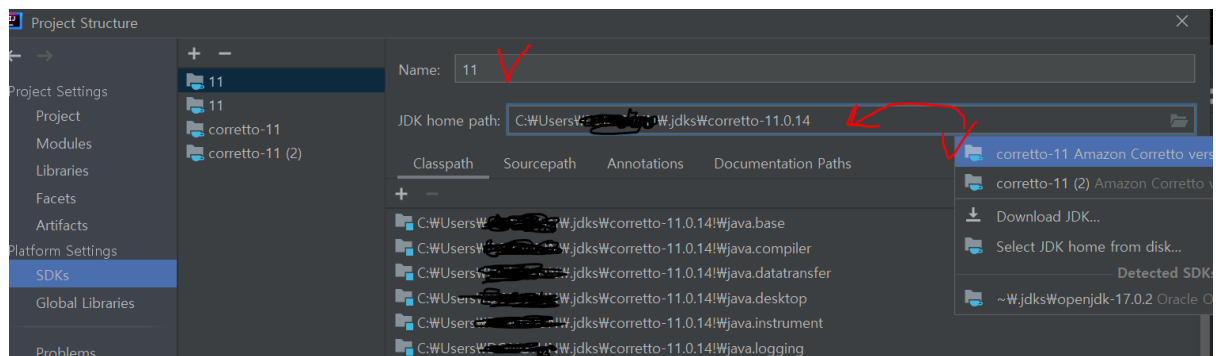 Project Structure
Project Settings
Project
Modules
Libraries
Facets
Artifacts
Platform Settings
SDKs
Global Libraries
Problems
11
11
corretto-11
corretto-11 (2)
Name: 11
JDK home path: C:₩Users₩ ₩.jdks₩corretto-11.0.14
Classpath Sourcepath Annotations Documentation Paths
C:₩Users₩ ₩.jdks₩corretto-11.0.14!₩java.base
C:₩Users₩ ₩.jdks₩corretto-11.0.14!₩java.compiler
C:₩Users₩ ₩.jdks₩corretto-11.0.14!₩java.datatransfer
C:₩Users₩ ₩.jdks₩corretto-11.0.14!₩java.desktop
C:₩Users₩ ₩.jdks₩corretto-11.0.14!₩java.instrument
C:₩Users₩ ₩.jdks₩corretto-11.0.14!₩java.logging
corretto-11 Amazon Corretto vers
corretto-11 (2) Amazon Corretto
Download JDK...
Select JDK home from disk...
Detected SDKs
~₩.jdks₩openjdk-17.0.2 Oracle O